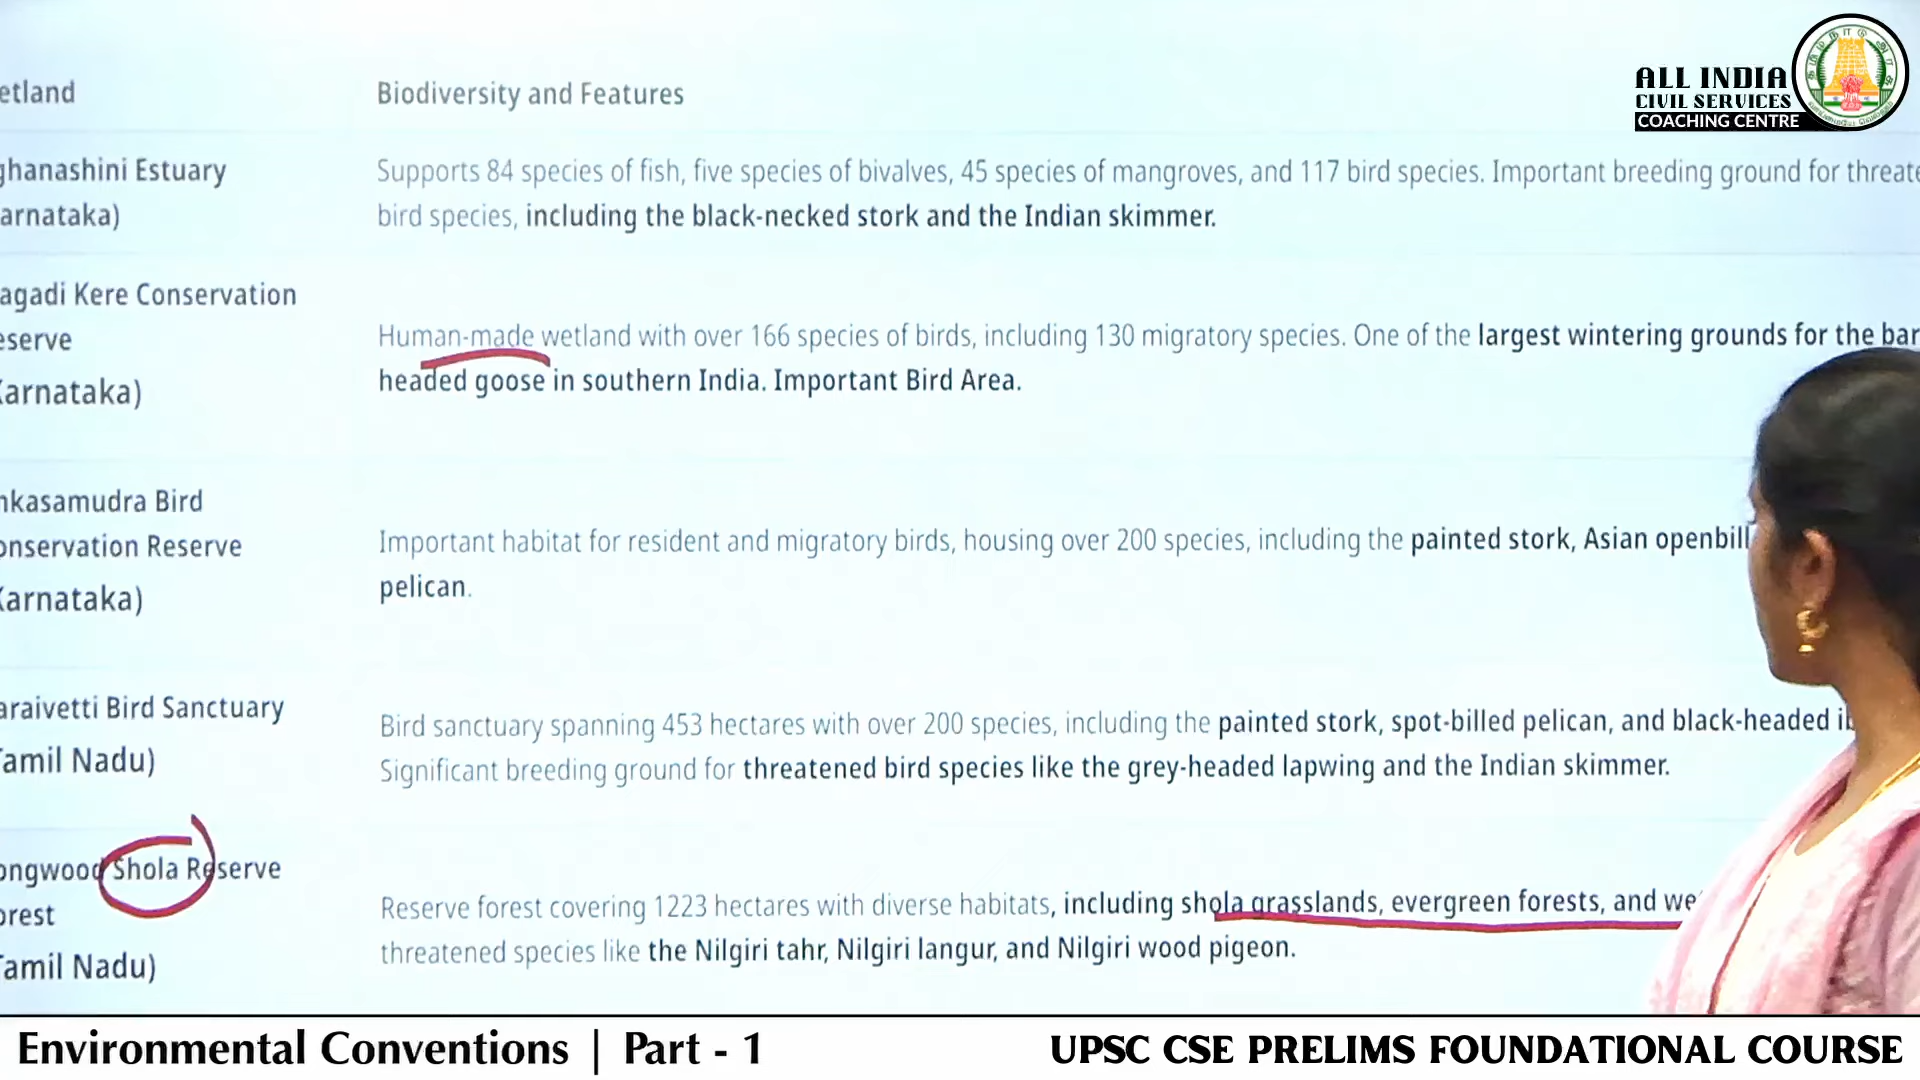 ALL INDIA
CIVIL SERVICES
COACHING CENTRE
etland
Biodiversity and Features
ghanashini Estuary
arnataka)
Supports 84 species of fish, five species of bivalves, 45 species of mangroves, and 117 bird species. Important breeding ground for threate
bird species, including the black-necked stork and the Indian skimmer.
agadi Kere Conservation
eserve
arnataka)
Human-made wetland with over 166 species of birds, including 130 migratory species. One of the largest wintering grounds for the bar
headed goose in southern India. Important Bird Area.
nkasamudra Bird
onservation Reserve
Karnataka)
Important habitat for resident and migratory birds, housing over 200 species, including the painted stork, Asian openbill
pelican.
araivetti Bird Sanctuary
Tamil Nadu)
Bird sanctuary spanning 453 hectares with over 200 species, including the painted stork, spot-billed pelican, and black-headed ib
Significant breeding ground for threatened bird species like the grey-headed lapwing and the Indian skimmer.
ongwood Shola Reserve
orest
Tamil Nadu)
Reserve forest covering 1223 hectares with diverse habitats, including shola grasslands, evergreen forests, and we
threatened species like the Nilgiri tahr, Nilgiri langur, and Nilgiri wood pigeon.
Environmental Conventions | Part - 1
UPSC CSE PRELIMS FOUNDATIONAL COURSE